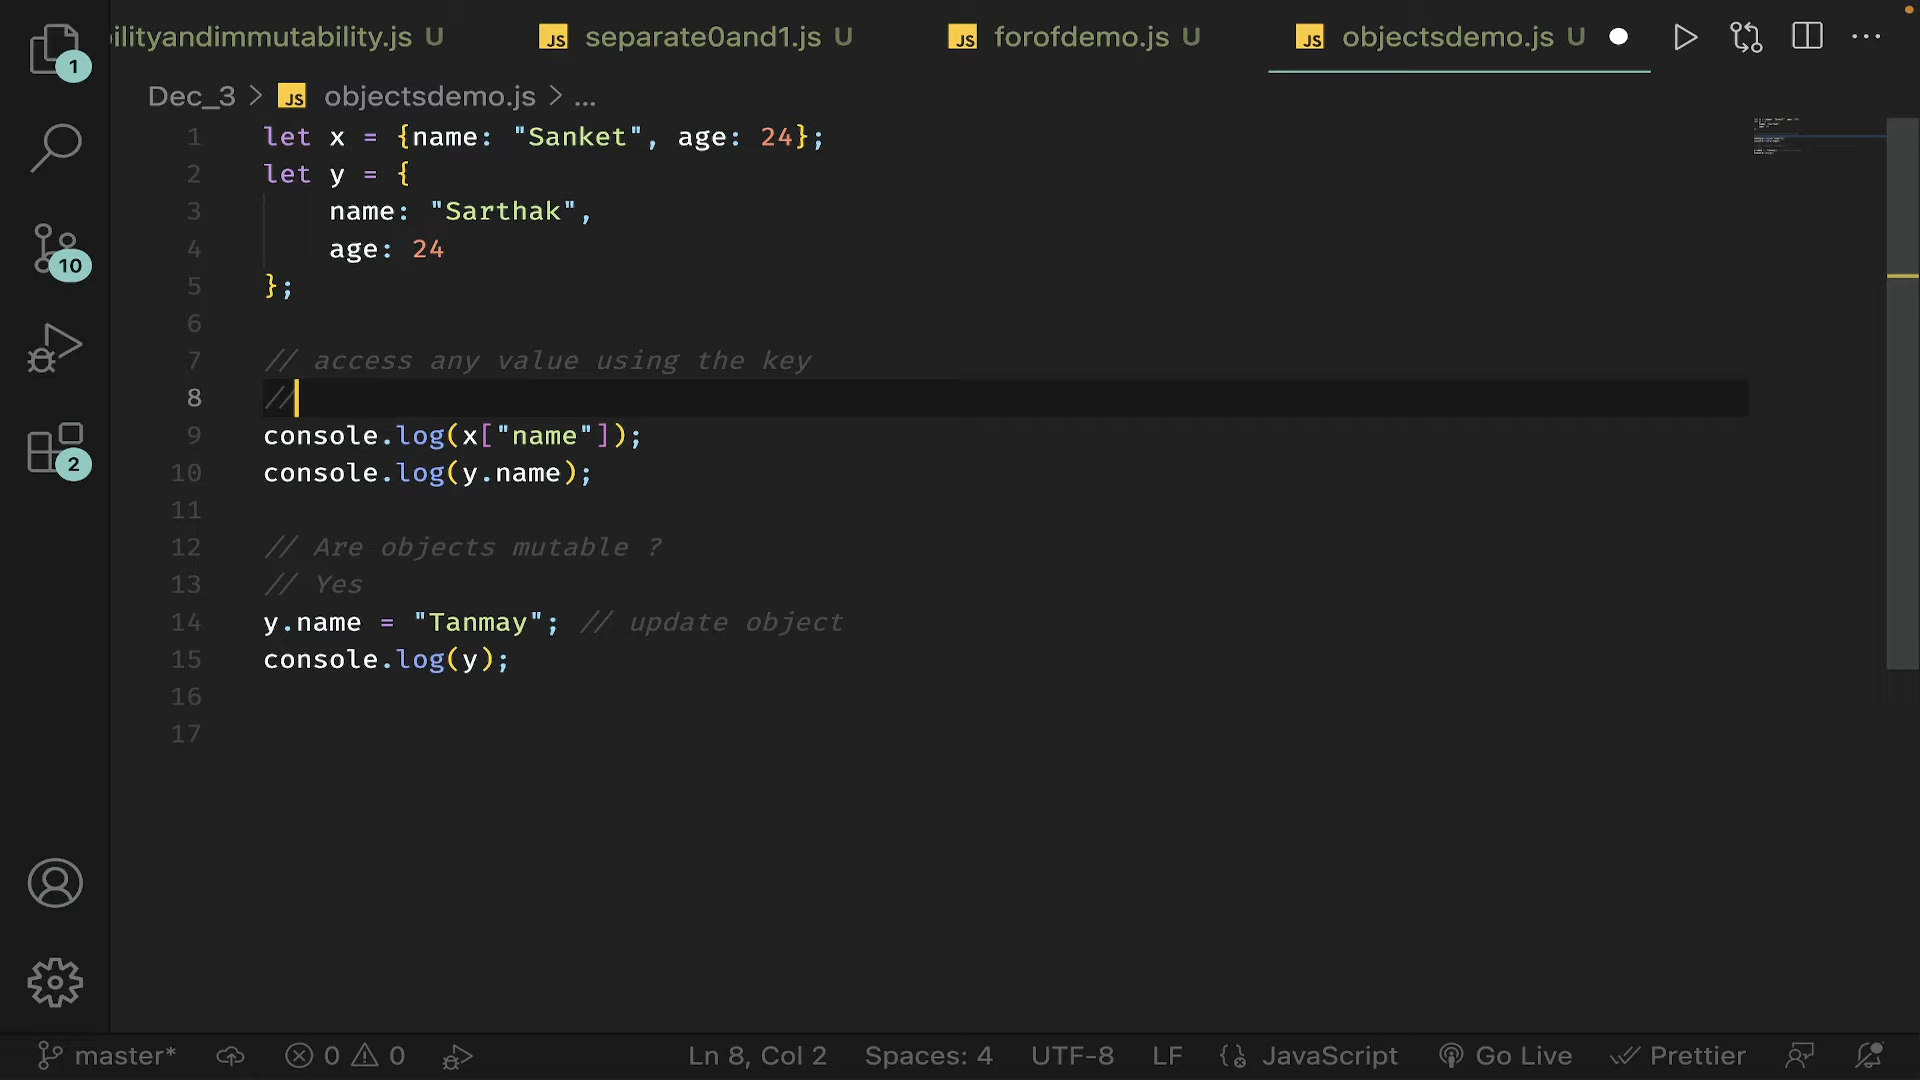 ilityandimmutability.js U JS separate0and1.js U JS forofdemo.js U JS objectsdemo.js U
1
Dec_3 > JS objectsdemo.js > ...
1 let x = {name: "Sanket", age: 24};
2 let y = {
3 name: "Sarthak",
4 age: 24
5 };
6
7 // access any value using the key
8 //
9 console.log(x["name"]);
10 console.log(y.name);
11
12 // Are objects mutable ?
13 // Yes
14 y.name = "Tanmay"; // update object
15 console.log(y);
16
17
10
2
master* 0 0 Ln 8, Col 2 Spaces: 4 UTF-8 LF {} JavaScript Go Live Prettier